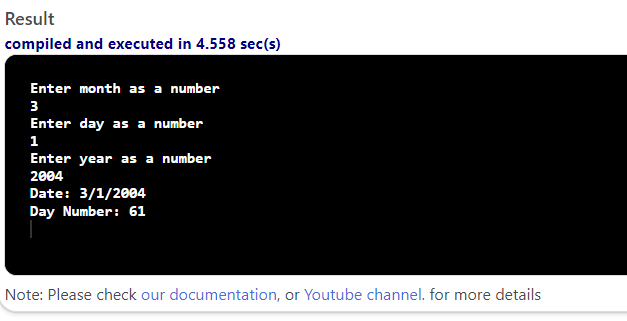 Result
compiled and executed in 4.558 sec(s)
Enter month as a number
3
Enter day as a number
1
Enter year as a number
2004
Date: 3/1/2004
Day Number: 61
Note: Please check our documentation, or Youtube channel. for more details